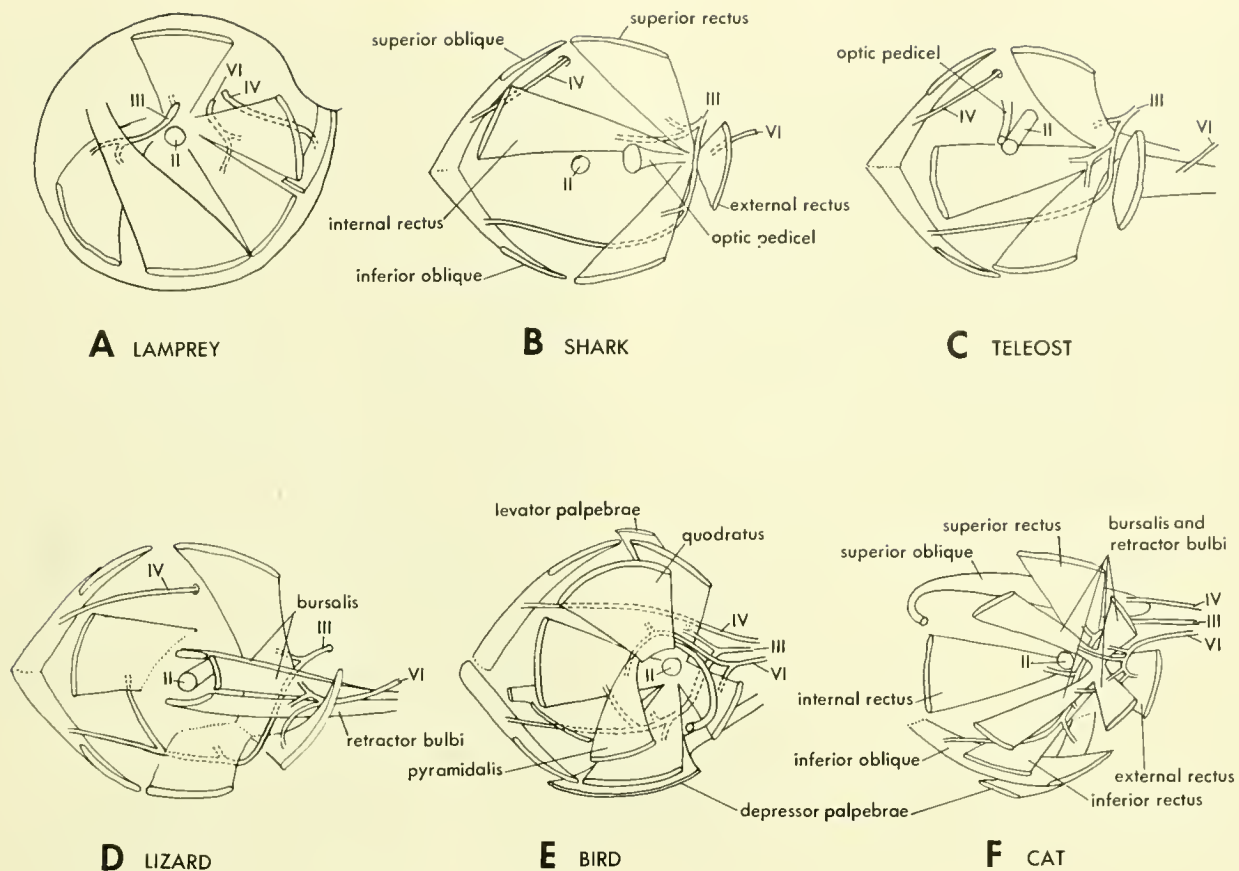 VI
IV
III
II
A LAMPREY
superior rectus
superior oblique
IV
III
VI
II
internal rectus
external rectus
optic pedicel
inferior oblique
B SHARK
optic pedicel
IV
II
III
VI
C TELEOST
IV
bursalis
III
II
VI
retractor bulbi
D LIZARD
levator palpebrae
quodratus
IV
III
VI
II
pyramidalis
depressor palpebrae
E BIRD
superior rectus
bursalis and
retractor bulbi
superior oblique
IV
III
VI
II
internal rectus
inferior oblique
external rectus
inferior rectus
F CAT